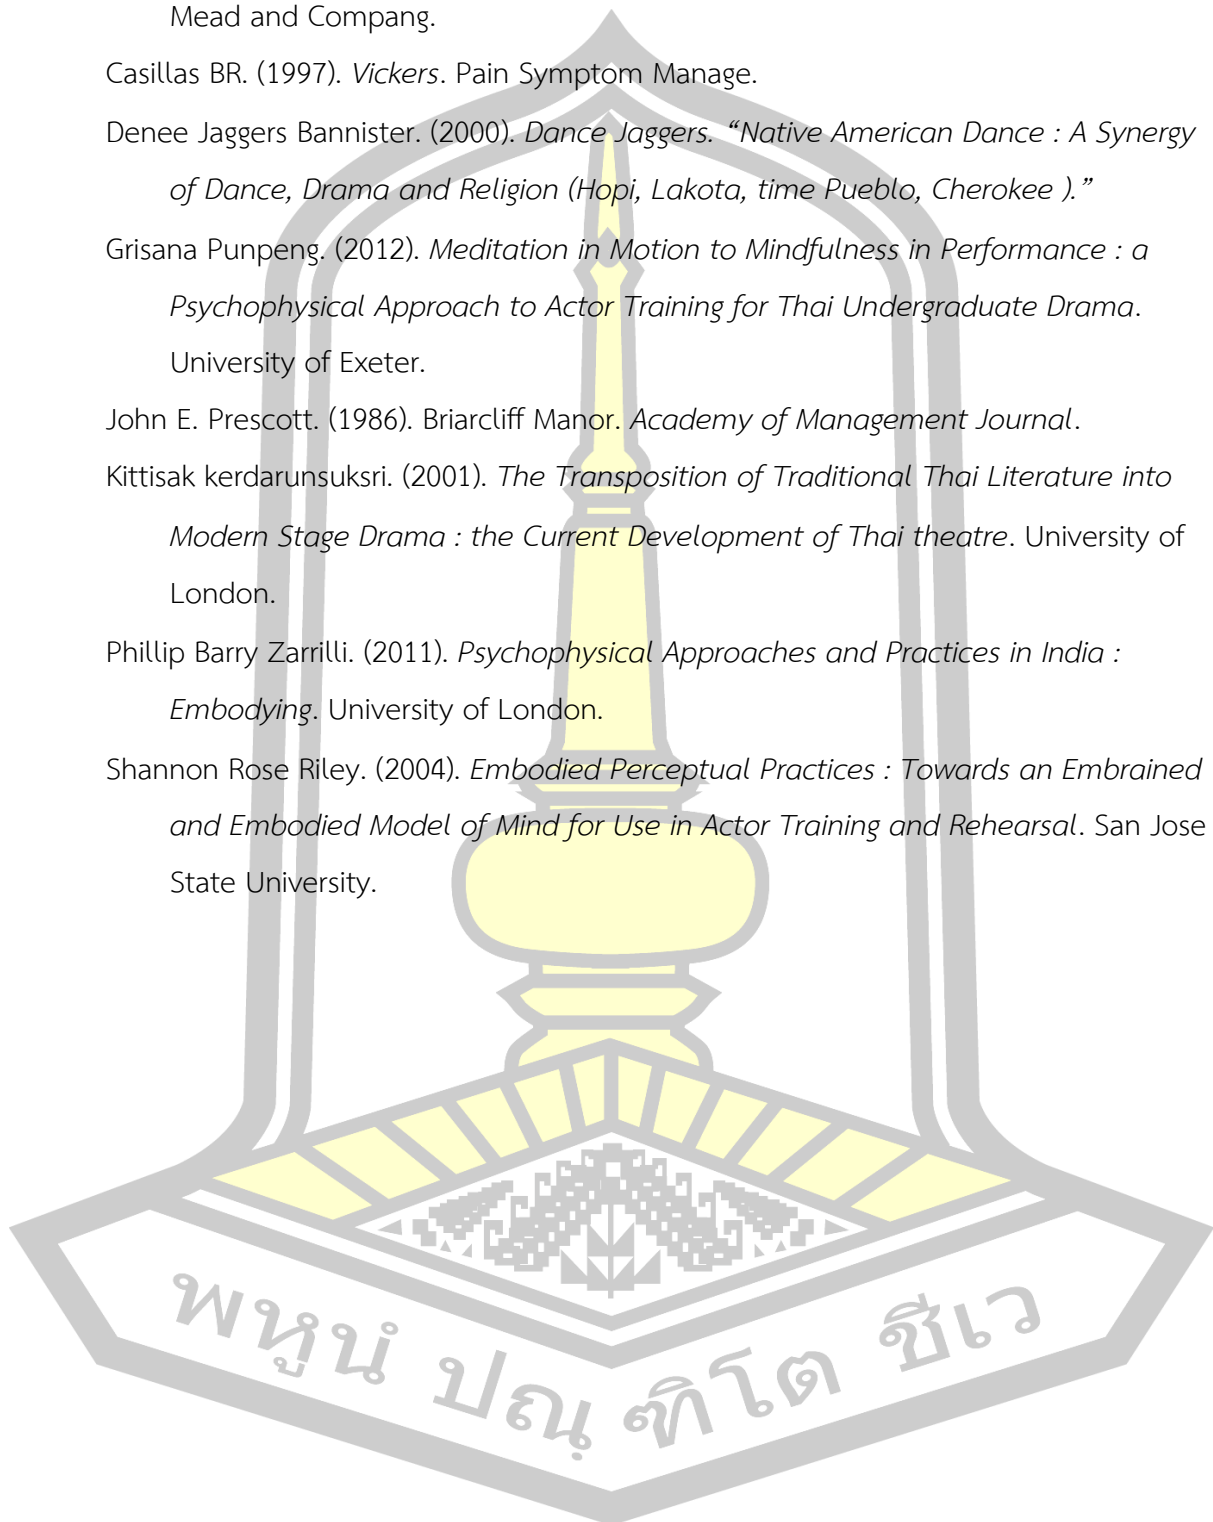 Mead and Compang.
Casillas BR. (1997). Vickers. Pain Symptom Manage.
Denee Jaggers Bannister. (2000). Dance Jaggers. “Native American Dance : A Synergy
of Dance, Drama and Religion (Hopi, Lakota, time Pueblo, Cherokee ).”
Grisana Punpeng. (2012). Meditation in Motion to Mindfulness in Performance : a
Psychophysical Approach to Actor Training for Thai Undergraduate Drama.
University of Exeter.
John E. Prescott. (1986). Briarcliff Manor. Academy of Management Journal.
Kittisak kerdarunsuksri. (2001). The Transposition of Traditional Thai Literature into
Modern Stage Drama : the Current Development of Thai theatre. University of
London.
Phillip Barry Zarrilli. (2011). Psychophysical Approaches and Practices in India :
Embodying. University of London.
Shannon Rose Riley. (2004). Embodied Perceptual Practices : Towards an Embrained
and Embodied Model of Mind for Use in Actor Training and Rehearsal. San Jose
State University.
พหูนํ ปณฺ ฑิโต ชีเว